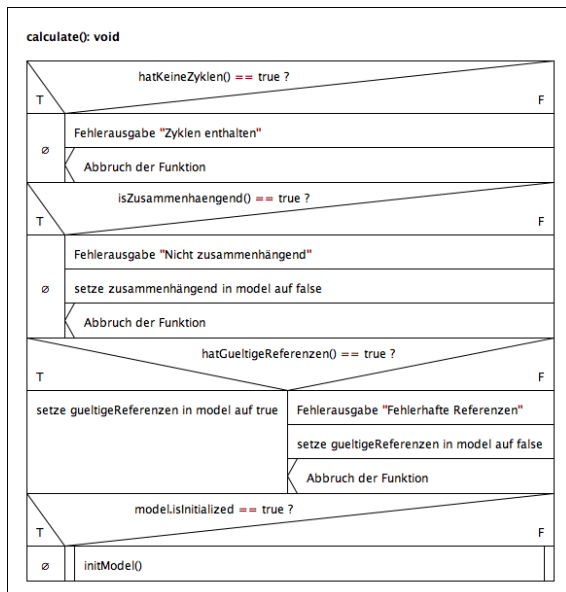 calculate(): void
hatKeineZyklen() == true ?
T F
Fehlerausgabe "Zyklen enthalten"
ø
Abbruch der Funktion
isZusammenhaengend() == true ?
T F
Fehlerausgabe "Nicht zusammenhängend"
ø setze zusammenhängend in model auf false
Abbruch der Funktion
hatGueltigeReferenzen() == true ?
T F
setze gueltigeReferenzen in model auf true Fehlerausgabe "Fehlerhafte Referenzen"
setze gueltigeReferenzen in model auf false
Abbruch der Funktion
model.isInitialized == true ?
T F
ø initModel()